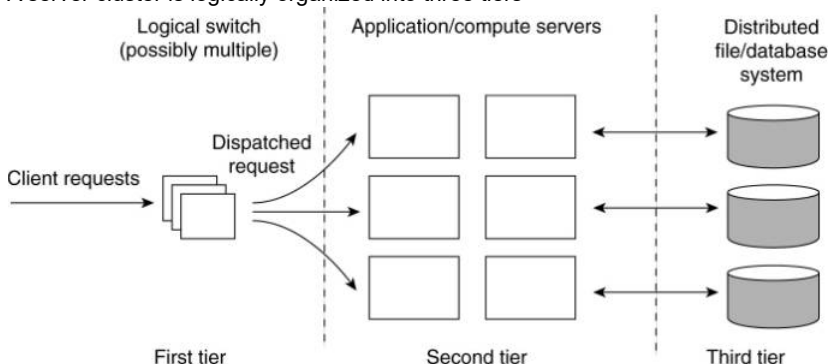 A server cluster is logically organized into three tiers
Logical switch
(possibly multiple)
Application/compute servers
Distributed
file/database
system
Dispatched
request
Client requests
First tier
Second tier
Third tier